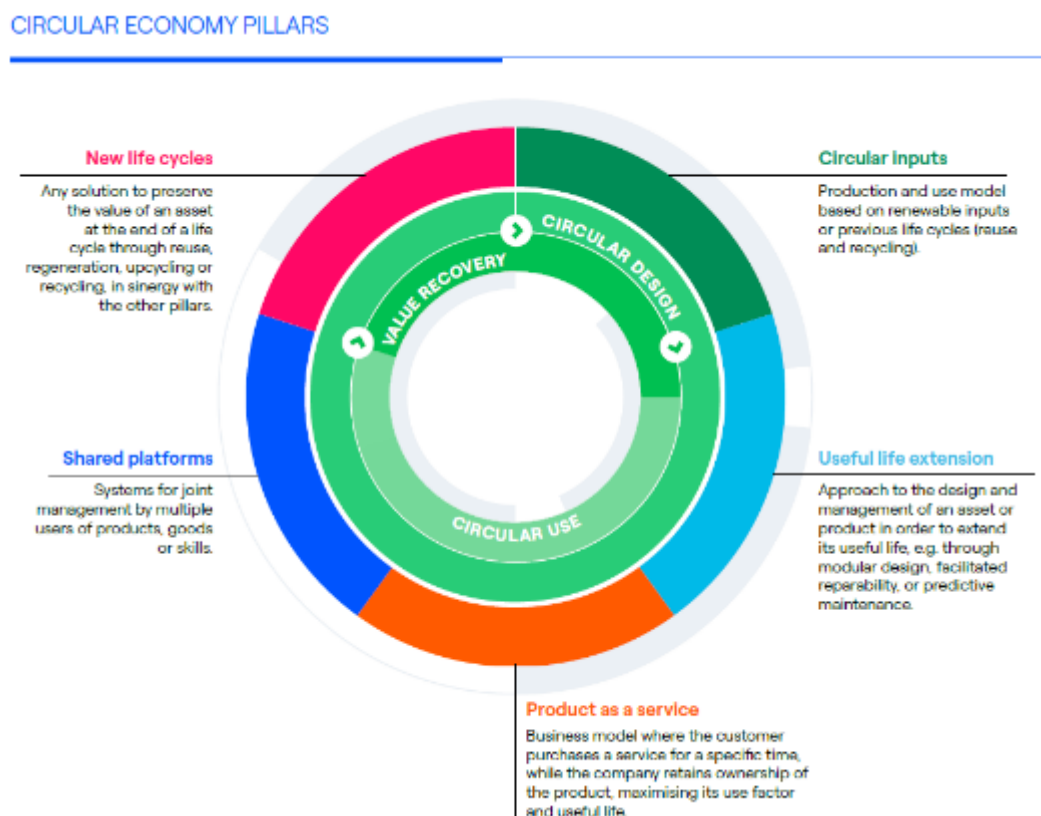 CIRCULAR ECONOMY PILLARS
New life cycles
Any solution to preserve
the value of an asset
at the end of a life
cycle through reuse,
regeneration, upcycling or
recycling, in sinergy with
the other pillars.
Circular inputs
Production and use model
based on renewable inputs
or previous life cycles (reuse
and recycling).
VALUE RECOVERY
CIRCULAR DESIGN
CIRCULAR USE
Shared platforms
Systems for joint
management by multiple
users of products, goods
or skills.
Useful life extension
Approach to the design and
management of an asset or
product in order to extend
its useful life, e.g. through
modular design, facilitated
reparability, or predictive
maintenance.
Product as a service
Business model where the customer
purchases a service for a specific time,
while the company retains ownership of
the product, maximising its use factor
and useful life.